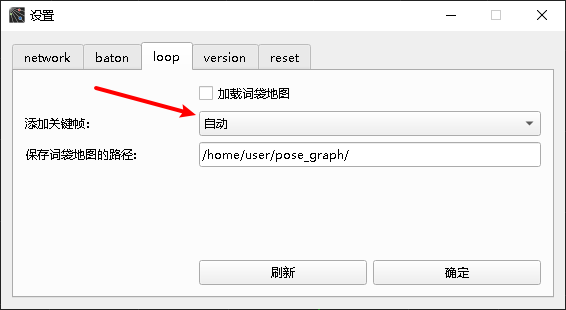 设置
network baton loop version reset
加载词袋地图
添加关键帧: 自动
保存词袋地图的路径: /home/user/pose_graph/
刷新 确定